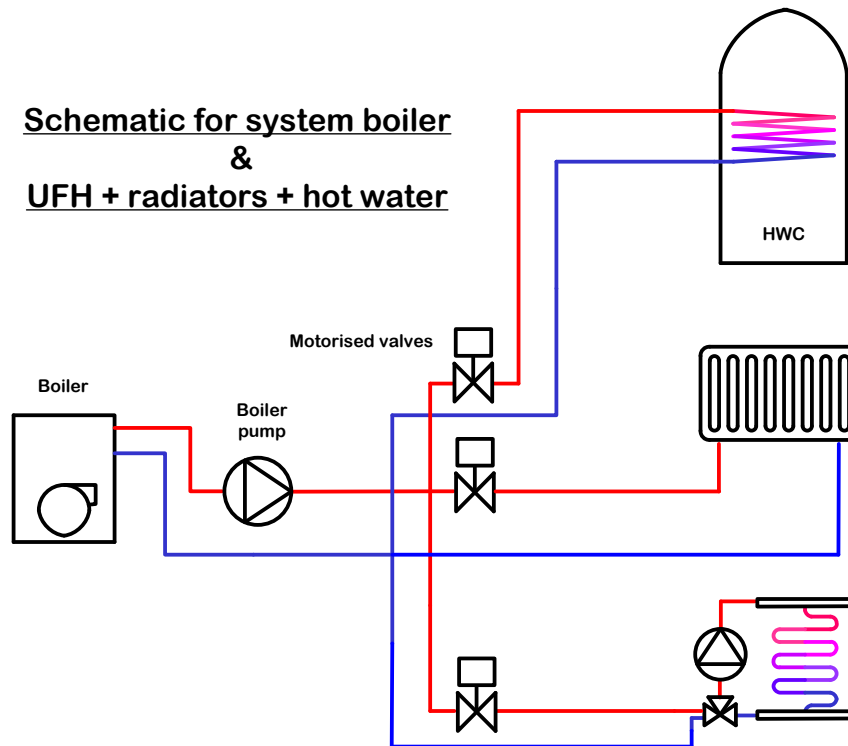 Schematic for system boiler
&
UFH + radiators + hot water
HWC
Motorised valves
Boiler
Boiler
pump